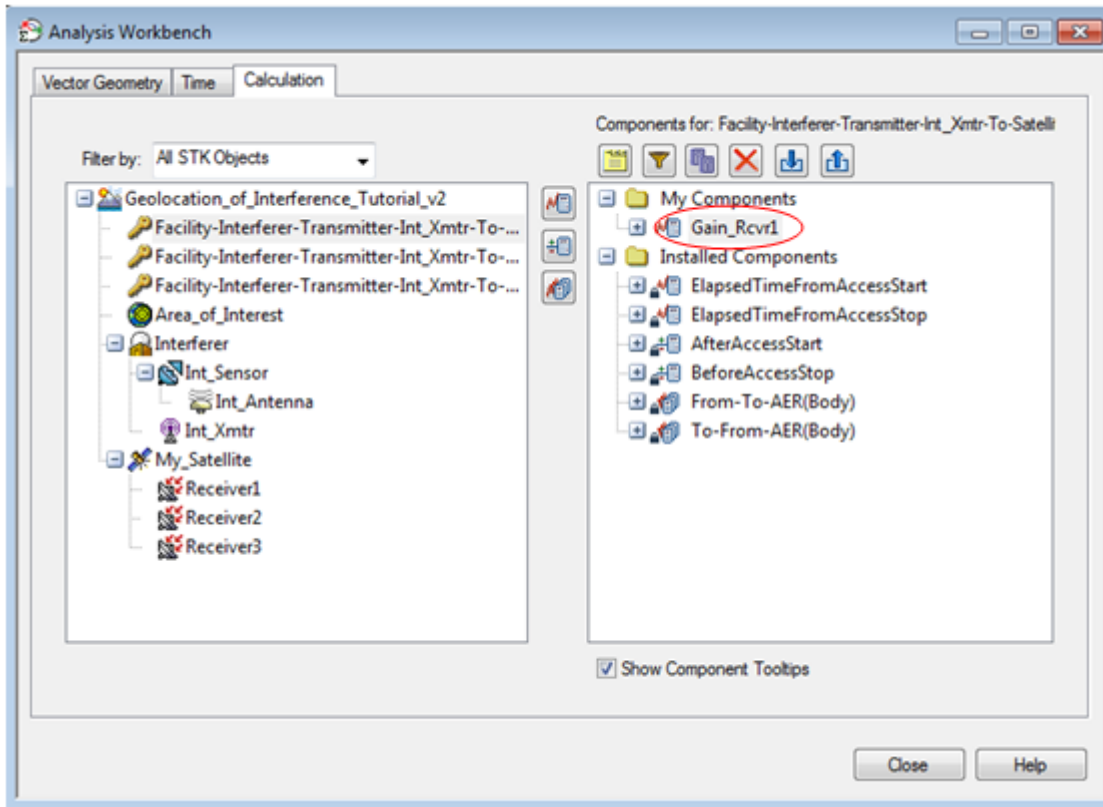 Analysis Workbench
Vector Geometry Time Calculation
Components for: Facility-Interferer-Transmitter-Int_Xmtr-To-Satelli
Filter by: All STK Objects
Geolocation_of_Interference_Tutorial_v2
Facility-Interferer-Transmitter-Int_Xmtr-To-...
Facility-Interferer-Transmitter-Int_Xmtr-To-...
Facility-Interferer-Transmitter-Int_Xmtr-To-...
Area_of_Interest
Interferer
Int_Sensor
Int_Antenna
Int_Xmtr
My_Satellite
Receiver1
Receiver2
Receiver3
My Components
Gain_Rcvr1
Installed Components
ElapsedTimeFromAccessStart
ElapsedTimeFromAccessStop
AfterAccessStart
BeforeAccessStop
From-To-AER(Body)
To-From-AER(Body)
Show Component Tooltips
Close Help